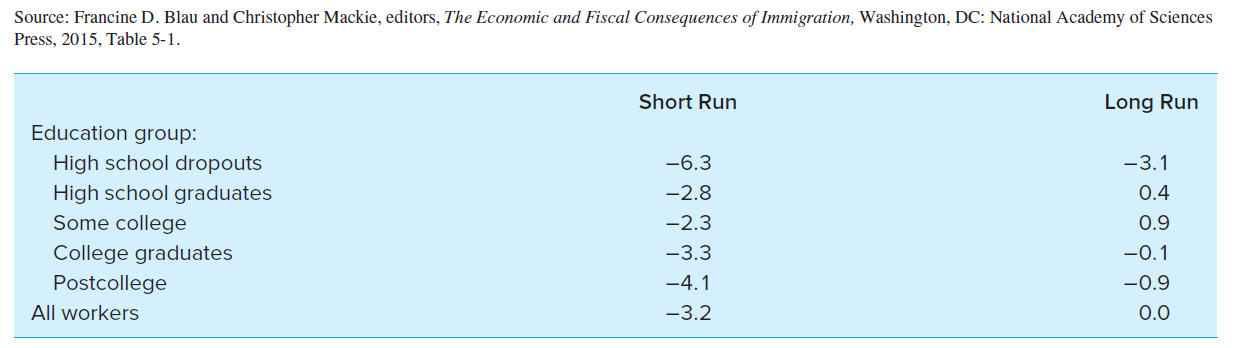 Source: Francine D. Blau and Christopher Mackie, editors, The Economic and Fiscal Consequences of Immigration, Washington, DC: National Academy of Sciences
Press, 2015, Table 5-1.
Short Run Long Run
Education group:
High school dropouts −6.3 −3.1
High school graduates −2.8 0.4
Some college −2.3 0.9
College graduates −3.3 −0.1
Postcollege −4.1 −0.9
All workers −3.2 0.0